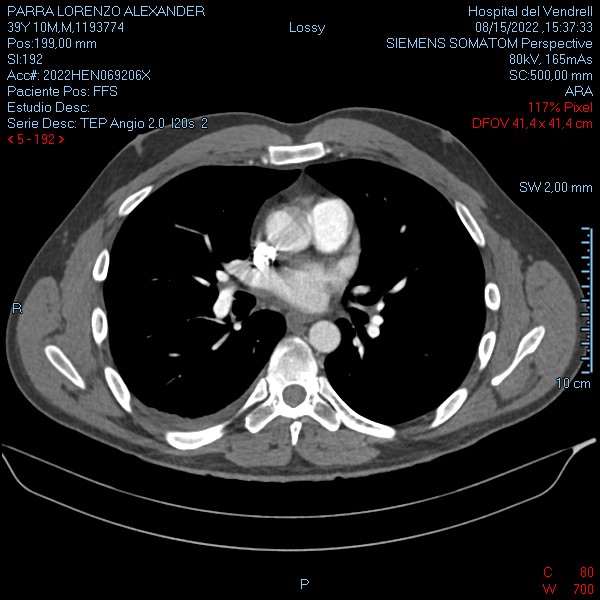 PARRA LORENZO ALEXANDER
39Y 10M,M,1193774
Pos:199,00 mm
SI:192
Acc#: 2022HEN069206X
Paciente Pos: FFS
Estudio Desc:
Serie Desc: TEP Angio 2.0 I20s 2
< 5 - 192 >
Lossy
Hospital del Vendrell
08/15/2022 ,15:37:33
SIEMENS SOMATOM Perspective
80kV, 165mAs
SC:500,00 mm
ARA
117% Pixel
DFOV 41,4 x 41,4 cm
SW 2,00 mm
R
10 cm
P
C 80
W 700